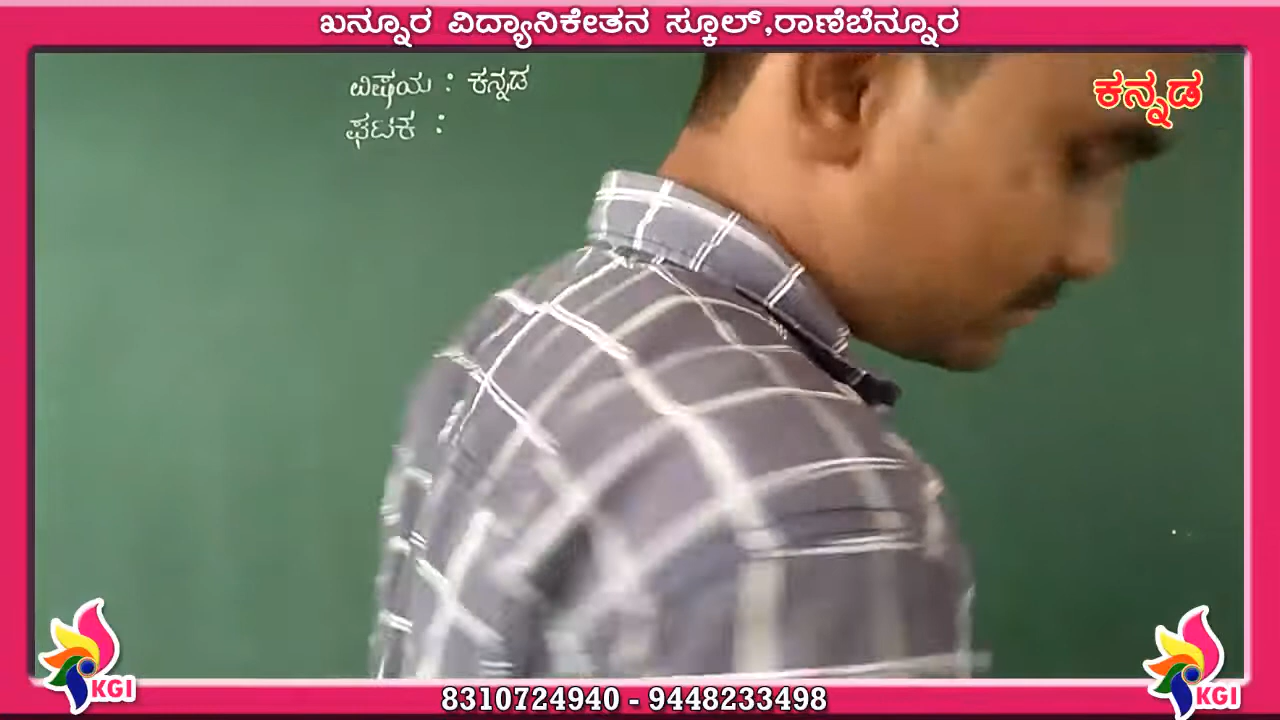 ಖನ್ನೂರ ವಿದ್ಯಾನಿಕೇತನ ಸ್ಕೂಲ್,ರಾಣೆಬೆನ್ನೂರ
ವಿಷಯ : ಕನ್ನಡ
ಕನ್ನಡ
ಘಟಕ :
KGI
KGI
8310724940 - 9448233498